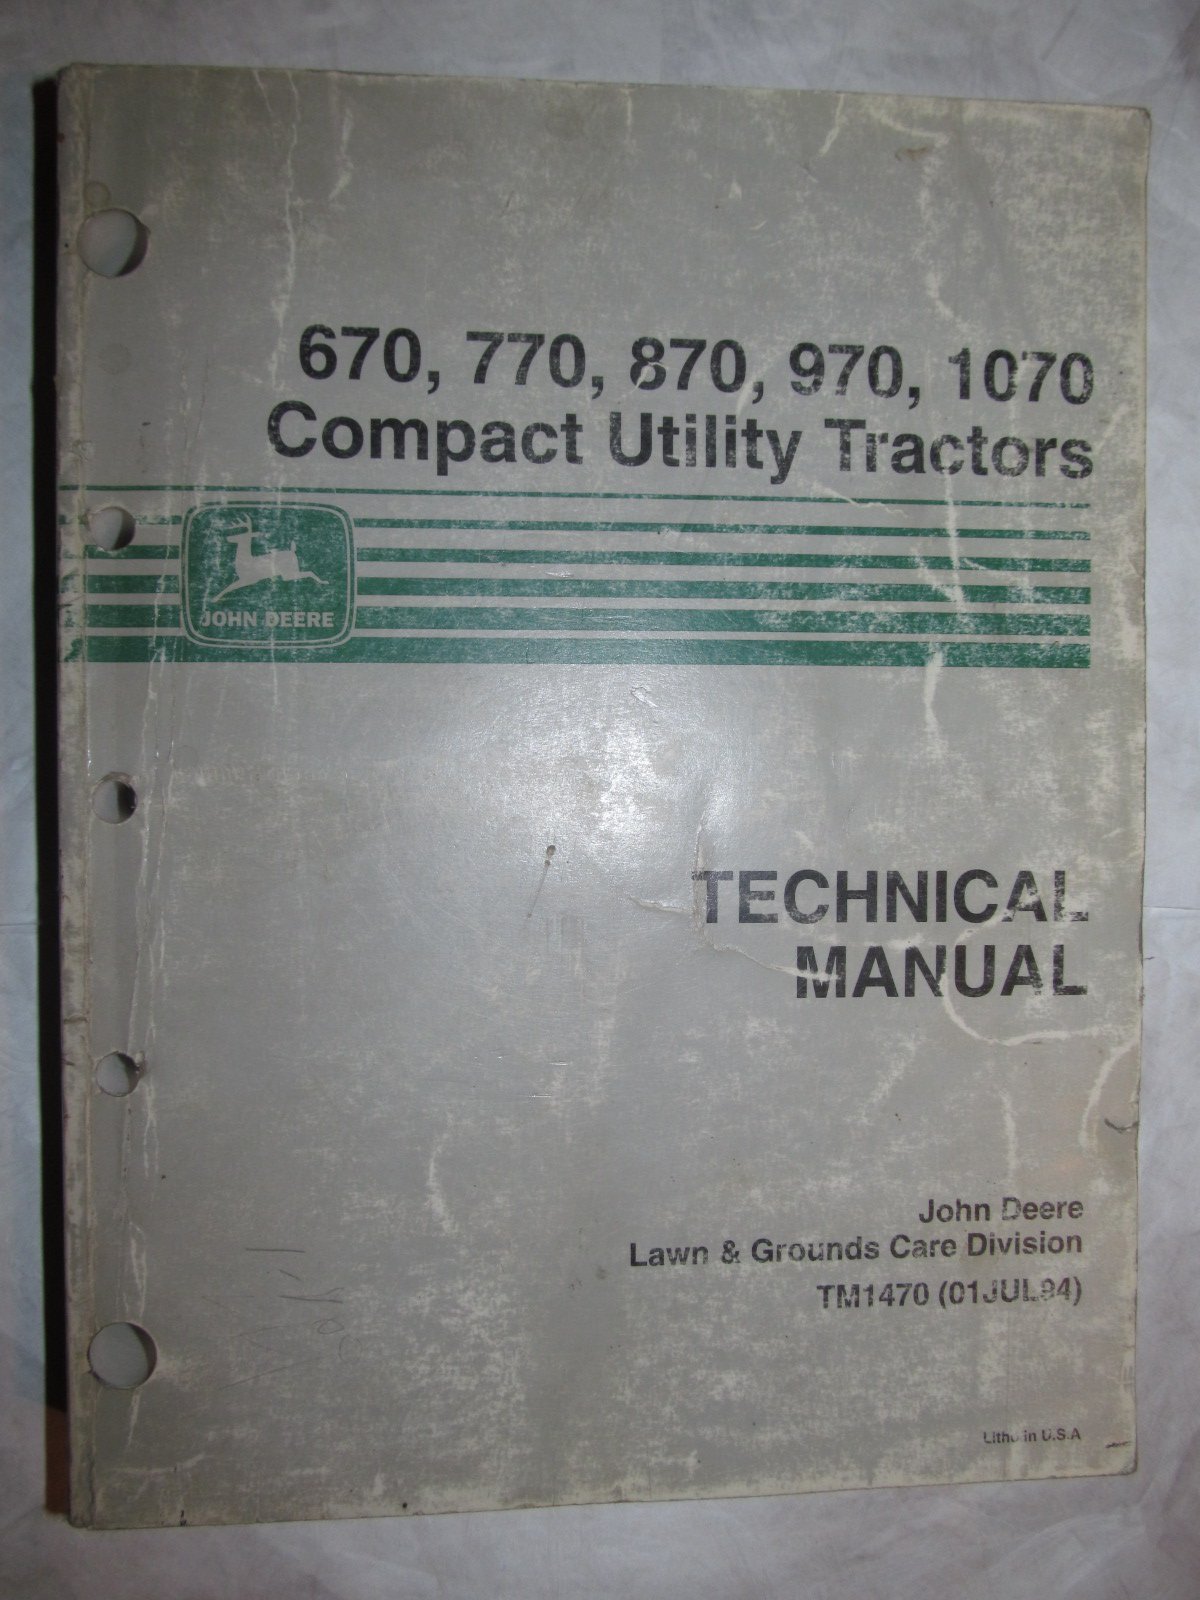 670, 770, 870, 970, 1070
Compact Utility Tractors
JOHN DEERE
TECHNICAL
MANUAL
John Deere
Lawn & Grounds Care Division
TM1470 (01JUL94)
Litho in U.S.A